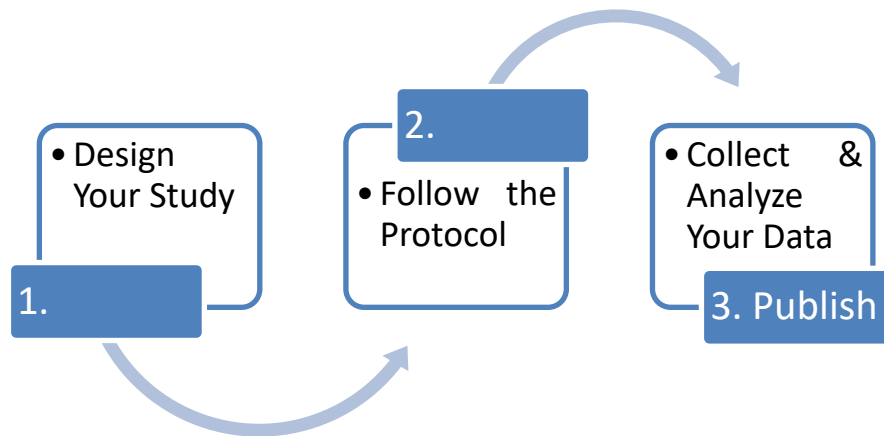 • Design
Your Study
1.
2.
• Follow the
Protocol
• Collect &
Analyze
Your Data
3. Publish